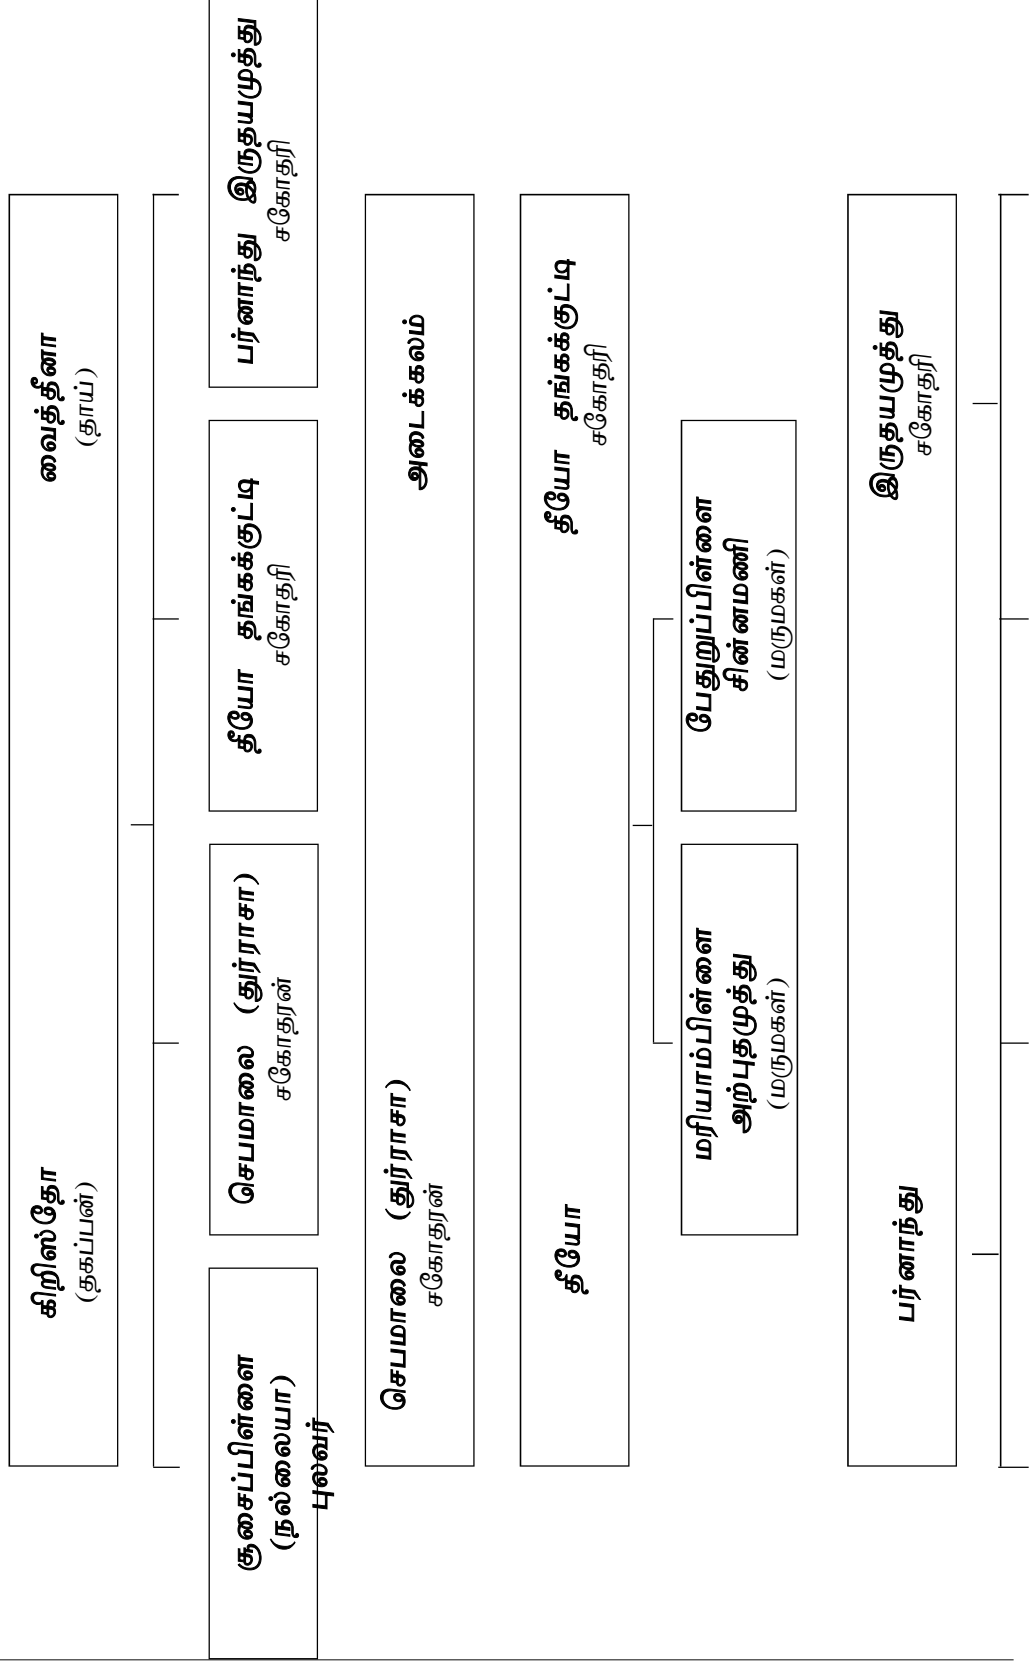 கிறிஸ்தோ வைத்தீனா
(தகப்பன்) (தாய்)
சூசைப்பிள்ளை
(நல்லையா)
புலவர்
செபமாலை (துர்ராசா)
சகோதரன்
தீயோ தங்கக்குட்டி
சகோதரி
பர்னாந்து இருதயமுத்து
சகோதரி
செபமாலை (துர்ராசா) அடைக்கலம்
சகோதரன்
தீயோ தீயோ தங்கக்குட்டி
சகோதரி
மரியாம்பிள்ளை
அற்புதமுத்து
(மருமகள்)
பேதுறுப்பிள்ளை
சின்னமணி
(மருமகள்)
பர்னாந்து இருதயமுத்து
சகோதரி